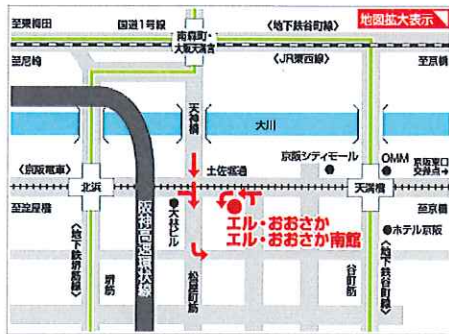 地図拡大表示
至東梅田
国道1号線
南森町・
大阪天満宮
〈地下鉄谷町線〉
至尼崎
〈JR東西線〉
至京橋
天神橋
大川
〈京阪電車〉
北浜
土佐堀通
京阪シティモール
OMM
京阪東口
交差点→
天満橋
至淀屋橋
阪神高速環状線
大林ビル
エル・おおさか
エル・おおさか南館
至京橋
ホテル京阪
〈地下鉄堺筋線〉
堺筋
松屋町筋
谷町筋
〈地下鉄谷町線〉